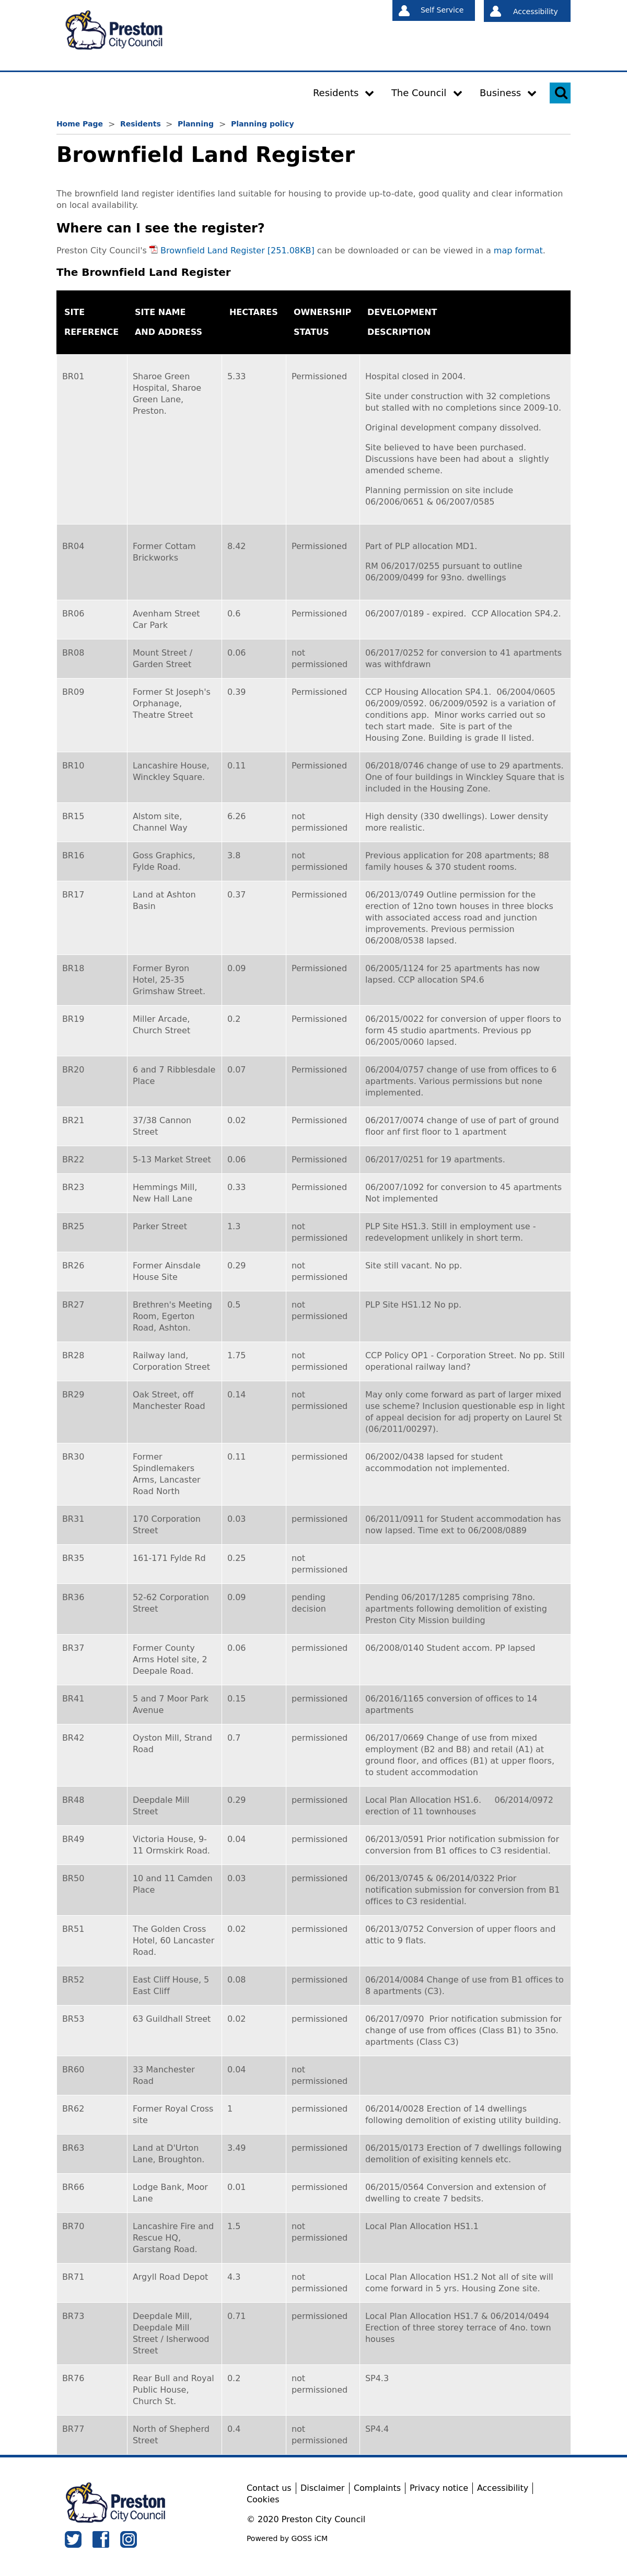 Preston
City Council
Self Service
Accessibility
Residents
The Council
Business
Home Page > Residents > Planning > Planning policy
Brownfield Land Register
The brownfield land register identifies land suitable for housing to provide up-to-date, good quality and clear information
on local availability.
Where can I see the register?
Preston City Council's Brownfield Land Register [251.08KB] can be downloaded or can be viewed in a map format.
The Brownfield Land Register
SITE
REFERENCE
SITE NAME
AND ADDRESS
HECTARES
OWNERSHIP
STATUS
DEVELOPMENT
DESCRIPTION
BR01
Sharoe Green
Hospital, Sharoe
Green Lane,
Preston.
5.33
Permissioned
Hospital closed in 2004.
Site under construction with 32 completions
but stalled with no completions since 2009-10.
Original development company dissolved.
Site believed to have been purchased.
Discussions have been had about a  slightly
amended scheme.
Planning permission on site include
06/2006/0651 & 06/2007/0585
BR04
Former Cottam
Brickworks
8.42
Permissioned
Part of PLP allocation MD1.
RM 06/2017/0255 pursuant to outline
06/2009/0499 for 93no. dwellings
BR06
Avenham Street
Car Park
0.6
Permissioned
06/2007/0189 - expired.  CCP Allocation SP4.2.
BR08
Mount Street /
Garden Street
0.06
not
permissioned
06/2017/0252 for conversion to 41 apartments
was withfdrawn
BR09
Former St Joseph's
Orphanage,
Theatre Street
0.39
Permissioned
CCP Housing Allocation SP4.1.  06/2004/0605
06/2009/0592. 06/2009/0592 is a variation of
conditions app.  Minor works carried out so
tech start made.  Site is part of the
Housing Zone. Building is grade II listed.
BR10
Lancashire House,
Winckley Square.
0.11
Permissioned
06/2018/0746 change of use to 29 apartments.
One of four buildings in Winckley Square that is
included in the Housing Zone.
BR15
Alstom site,
Channel Way
6.26
not
permissioned
High density (330 dwellings). Lower density
more realistic.
BR16
Goss Graphics,
Fylde Road.
3.8
not
permissioned
Previous application for 208 apartments; 88
family houses & 370 student rooms.
BR17
Land at Ashton
Basin
0.37
Permissioned
06/2013/0749 Outline permission for the
erection of 12no town houses in three blocks
with associated access road and junction
improvements. Previous permission
06/2008/0538 lapsed.
BR18
Former Byron
Hotel, 25-35
Grimshaw Street.
0.09
Permissioned
06/2005/1124 for 25 apartments has now
lapsed. CCP allocation SP4.6
BR19
Miller Arcade,
Church Street
0.2
Permissioned
06/2015/0022 for conversion of upper floors to
form 45 studio apartments. Previous pp
06/2005/0060 lapsed.
BR20
6 and 7 Ribblesdale
Place
0.07
Permissioned
06/2004/0757 change of use from offices to 6
apartments. Various permissions but none
implemented.
BR21
37/38 Cannon
Street
0.02
Permissioned
06/2017/0074 change of use of part of ground
floor anf first floor to 1 apartment
BR22
5-13 Market Street
0.06
Permissioned
06/2017/0251 for 19 apartments.
BR23
Hemmings Mill,
New Hall Lane
0.33
Permissioned
06/2007/1092 for conversion to 45 apartments
Not implemented
BR25
Parker Street
1.3
not
permissioned
PLP Site HS1.3. Still in employment use -
redevelopment unlikely in short term.
BR26
Former Ainsdale
House Site
0.29
not
permissioned
Site still vacant. No pp.
BR27
Brethren's Meeting
Room, Egerton
Road, Ashton.
0.5
not
permissioned
PLP Site HS1.12 No pp.
BR28
Railway land,
Corporation Street
1.75
not
permissioned
CCP Policy OP1 - Corporation Street. No pp. Still
operational railway land?
BR29
Oak Street, off
Manchester Road
0.14
not
permissioned
May only come forward as part of larger mixed
use scheme? Inclusion questionable esp in light
of appeal decision for adj property on Laurel St
(06/2011/00297).
BR30
Former
Spindlemakers
Arms, Lancaster
Road North
0.11
permissioned
06/2002/0438 lapsed for student
accommodation not implemented.
BR31
170 Corporation
Street
0.03
permissioned
06/2011/0911 for Student accommodation has
now lapsed. Time ext to 06/2008/0889
BR35
161-171 Fylde Rd
0.25
not
permissioned
BR36
52-62 Corporation
Street
0.09
pending
decision
Pending 06/2017/1285 comprising 78no.
apartments following demolition of existing
Preston City Mission building
BR37
Former County
Arms Hotel site, 2
Deepale Road.
0.06
permissioned
06/2008/0140 Student accom. PP lapsed
BR41
5 and 7 Moor Park
Avenue
0.15
permissioned
06/2016/1165 conversion of offices to 14
apartments
BR42
Oyston Mill, Strand
Road
0.7
permissioned
06/2017/0669 Change of use from mixed
employment (B2 and B8) and retail (A1) at
ground floor, and offices (B1) at upper floors,
to student accommodation
BR48
Deepdale Mill
Street
0.29
permissioned
Local Plan Allocation HS1.6.     06/2014/0972
erection of 11 townhouses
BR49
Victoria House, 9-
11 Ormskirk Road.
0.04
permissioned
06/2013/0591 Prior notification submission for
conversion from B1 offices to C3 residential.
BR50
10 and 11 Camden
Place
0.03
permissioned
06/2013/0745 & 06/2014/0322 Prior
notification submission for conversion from B1
offices to C3 residential.
BR51
The Golden Cross
Hotel, 60 Lancaster
Road.
0.02
permissioned
06/2013/0752 Conversion of upper floors and
attic to 9 flats.
BR52
East Cliff House, 5
East Cliff
0.08
permissioned
06/2014/0084 Change of use from B1 offices to
8 apartments (C3).
BR53
63 Guildhall Street
0.02
permissioned
06/2017/0970  Prior notification submission for
change of use from offices (Class B1) to 35no.
apartments (Class C3)
BR60
33 Manchester
Road
0.04
not
permissioned
BR62
Former Royal Cross
site
1
permissioned
06/2014/0028 Erection of 14 dwellings
following demolition of existing utility building.
BR63
Land at D'Urton
Lane, Broughton.
3.49
permissioned
06/2015/0173 Erection of 7 dwellings following
demolition of exisiting kennels etc.
BR66
Lodge Bank, Moor
Lane
0.01
permissioned
06/2015/0564 Conversion and extension of
dwelling to create 7 bedsits.
BR70
Lancashire Fire and
Rescue HQ,
Garstang Road.
1.5
not
permissioned
Local Plan Allocation HS1.1
BR71
Argyll Road Depot
4.3
not
permissioned
Local Plan Allocation HS1.2 Not all of site will
come forward in 5 yrs. Housing Zone site.
BR73
Deepdale Mill,
Deepdale Mill
Street / Isherwood
Street
0.71
permissioned
Local Plan Allocation HS1.7 & 06/2014/0494
Erection of three storey terrace of 4no. town
houses
BR76
Rear Bull and Royal
Public House,
Church St.
0.2
not
permissioned
SP4.3
BR77
North of Shepherd
Street
0.4
not
permissioned
SP4.4
Preston
City Council
Contact us | Disclaimer | Complaints | Privacy notice | Accessibility |
Cookies
© 2020 Preston City Council
Powered by GOSS iCM